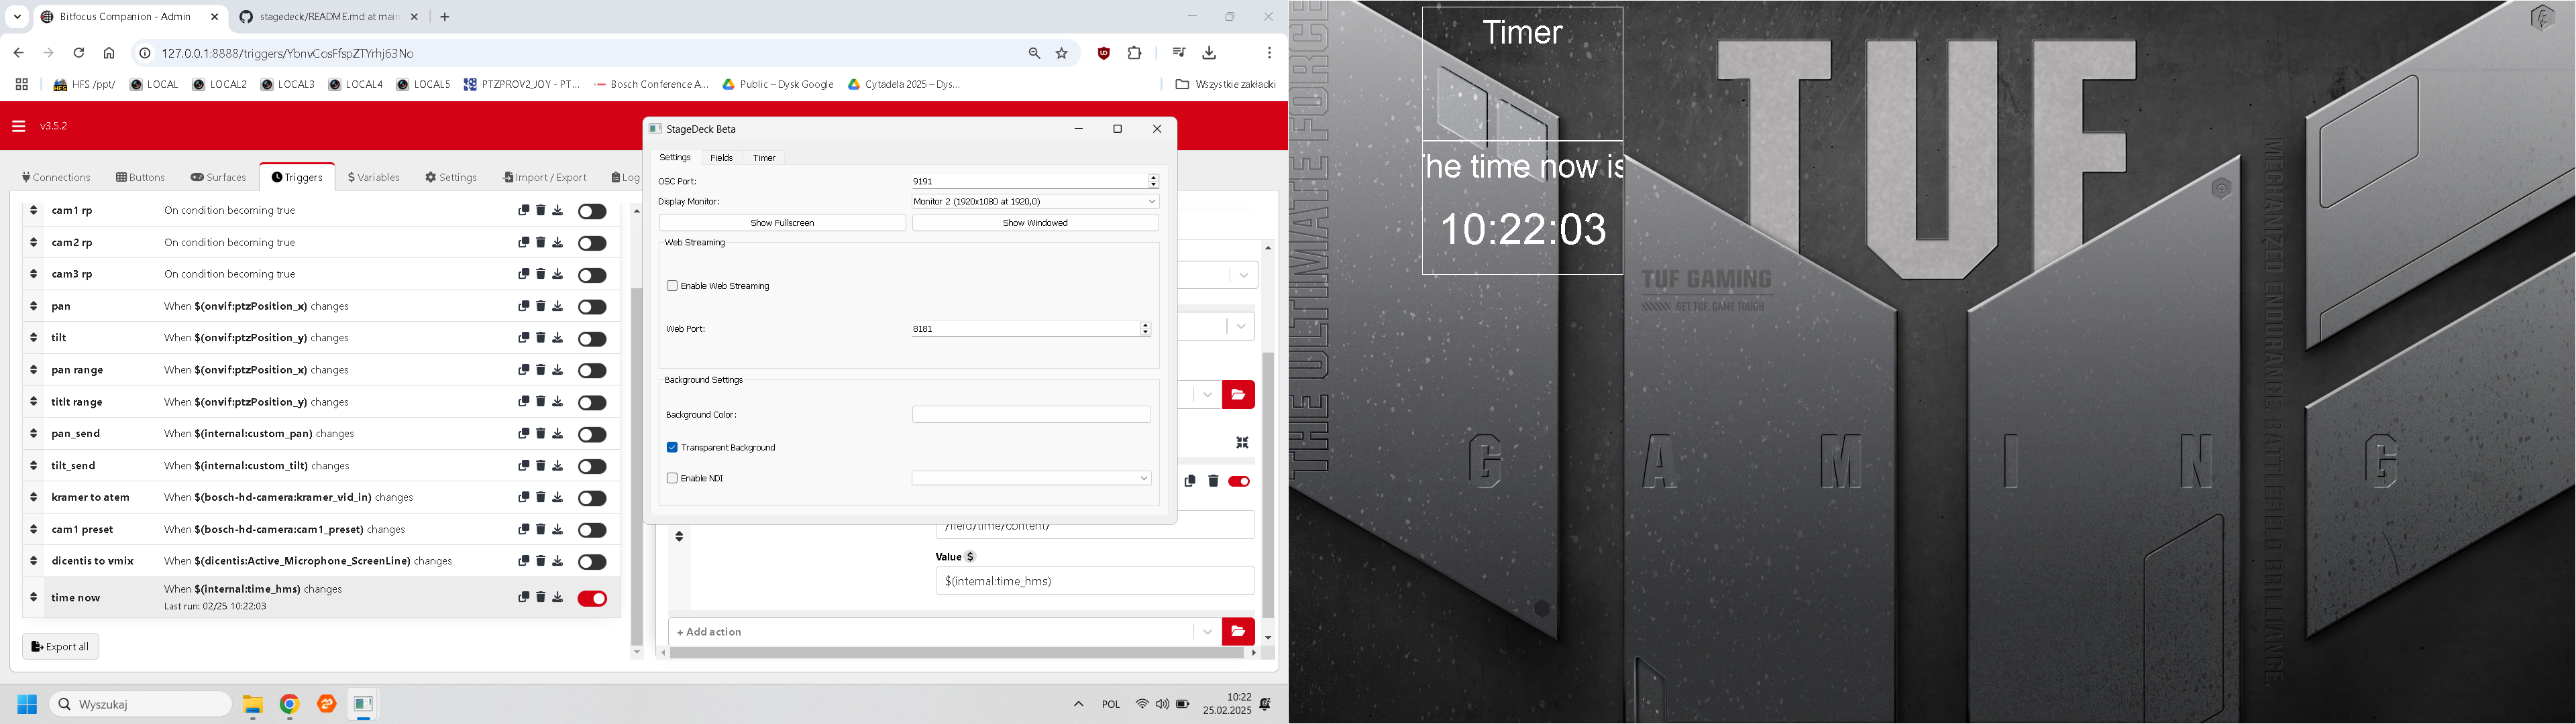 Bitfocus Companion - Admin
stagedeck/README.md at main
127.0.0.1:8888/triggers/YbnvCosFfspZTYrhj63No
HFS /ppt/
LOCAL
LOCAL2
LOCAL3
LOCAL4
LOCAL5
PTZPROV2_JOY - PT...
Bosch Conference A...
Public – Dysk Google
Cytadela 2025 – Dys...
Wszystkie zakładki
v3.5.2
Connections
Buttons
Surfaces
Triggers
Variables
Settings
Import / Export
Log
cam1 rp On condition becoming true
cam2 rp On condition becoming true
cam3 rp On condition becoming true
pan When $(onvif:ptzPosition_x) changes
tilt When $(onvif:ptzPosition_y) changes
pan range When $(onvif:ptzPosition_x) changes
titlt range When $(onvif:ptzPosition_y) changes
pan_send When $(internal:custom_pan) changes
tilt_send When $(internal:custom_tilt) changes
kramer to atem When $(bosch-hd-camera:kramer_vid_in) changes
cam1 preset When $(bosch-hd-camera:cam1_preset) changes
dicentis to vmix When $(dicentis:Active_Microphone_ScreenLine) changes
time now When $(internal:time_hms) changes
Last run: 02/25 10:22:03
Export all
StageDeck Beta
Settings
Fields
Timer
OSC Port: 9191
Display Monitor: Monitor 2 (1920x1080 at 1920,0)
Show Fullscreen
Show Windowed
Web Streaming
Enable Web Streaming
Web Port: 8181
Background Settings
Background Color:
Transparent Background
Enable NDI
/field/time/content/
Value $
$(internal:time_hms)
+ Add action
Wyszukaj
POL
10:22
25.02.2025
Timer
The time now is
10:22:03
THE ULTIMATE FORCE
TUF
TUF GAMING
GET TUF. GAME TOUGH
GAMING
MECHANIZED ENDURANCE, BATTLEFIELD BRILLIANCE